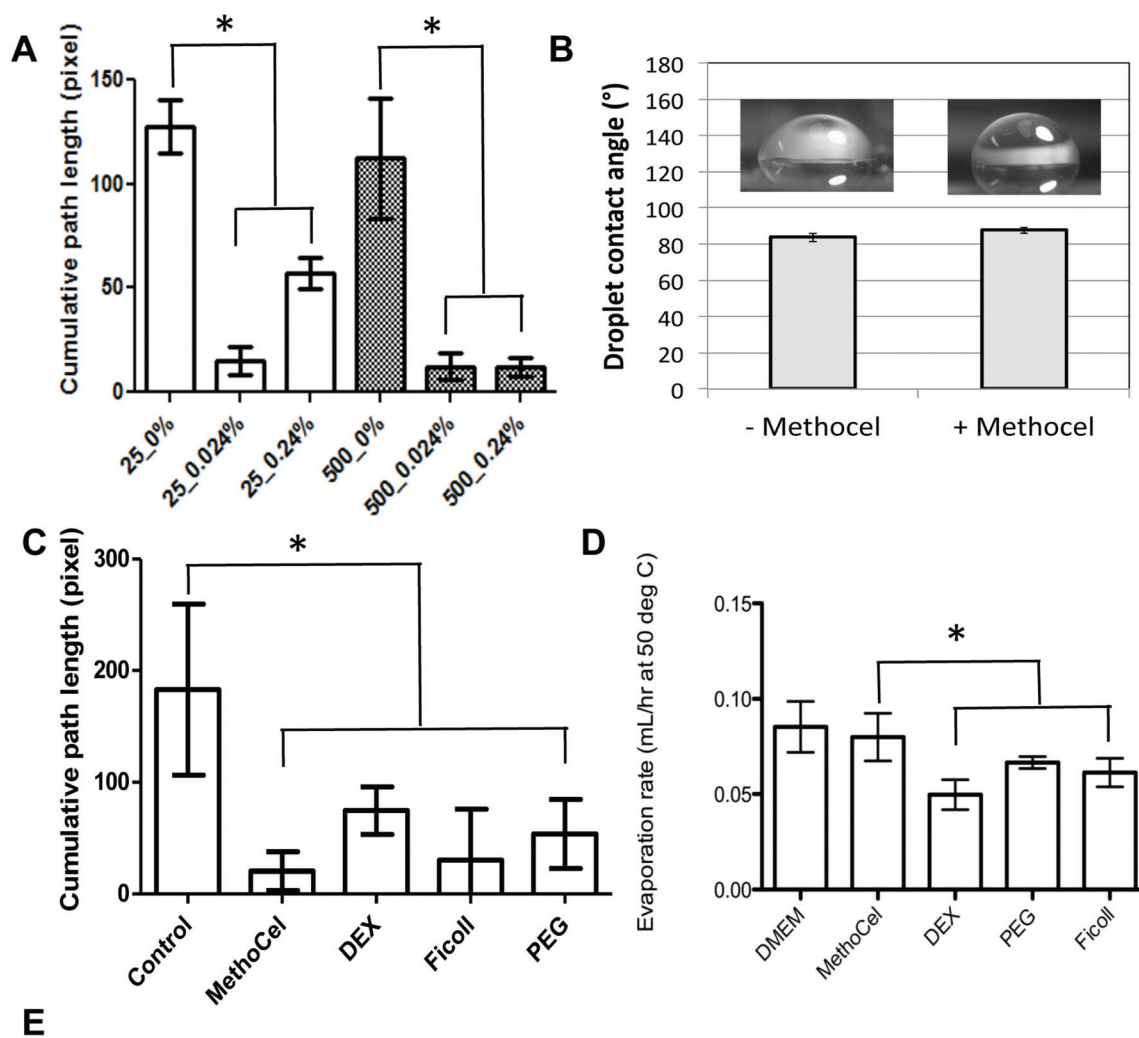 A
Cumulative path length (pixel)
150
100
50
0
*
*
25_0%
25_0.024%
25_0.24%
500_0%
500_0.024%
500_0.24%
B
Droplet contact angle (°)
180
160
140
120
100
80
60
40
20
0
- Methocel
+ Methocel
C
Cumulative path length (pixel)
300
200
100
0
*
Control
MethoCel
DEX
Ficoll
PEG
D
Evaporation rate (mL/hr at 50 deg C)
0.15
0.10
0.05
0.00
*
DMEM
MethoCel
DEX
PEG
Ficoll
E